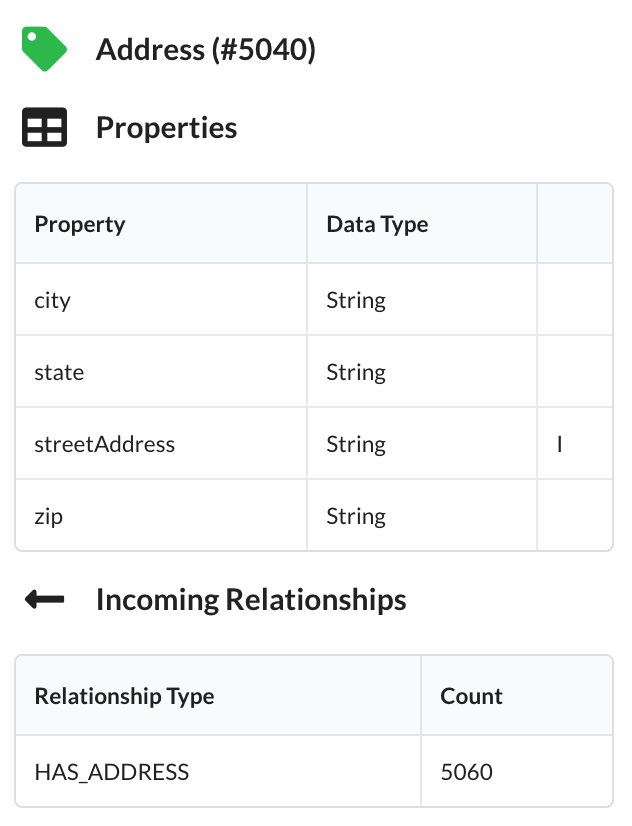 Address (#5040)
Properties
Property Data Type
city String
state String
streetAddress String I
zip String
Incoming Relationships
Relationship Type Count
HAS_ADDRESS 5060